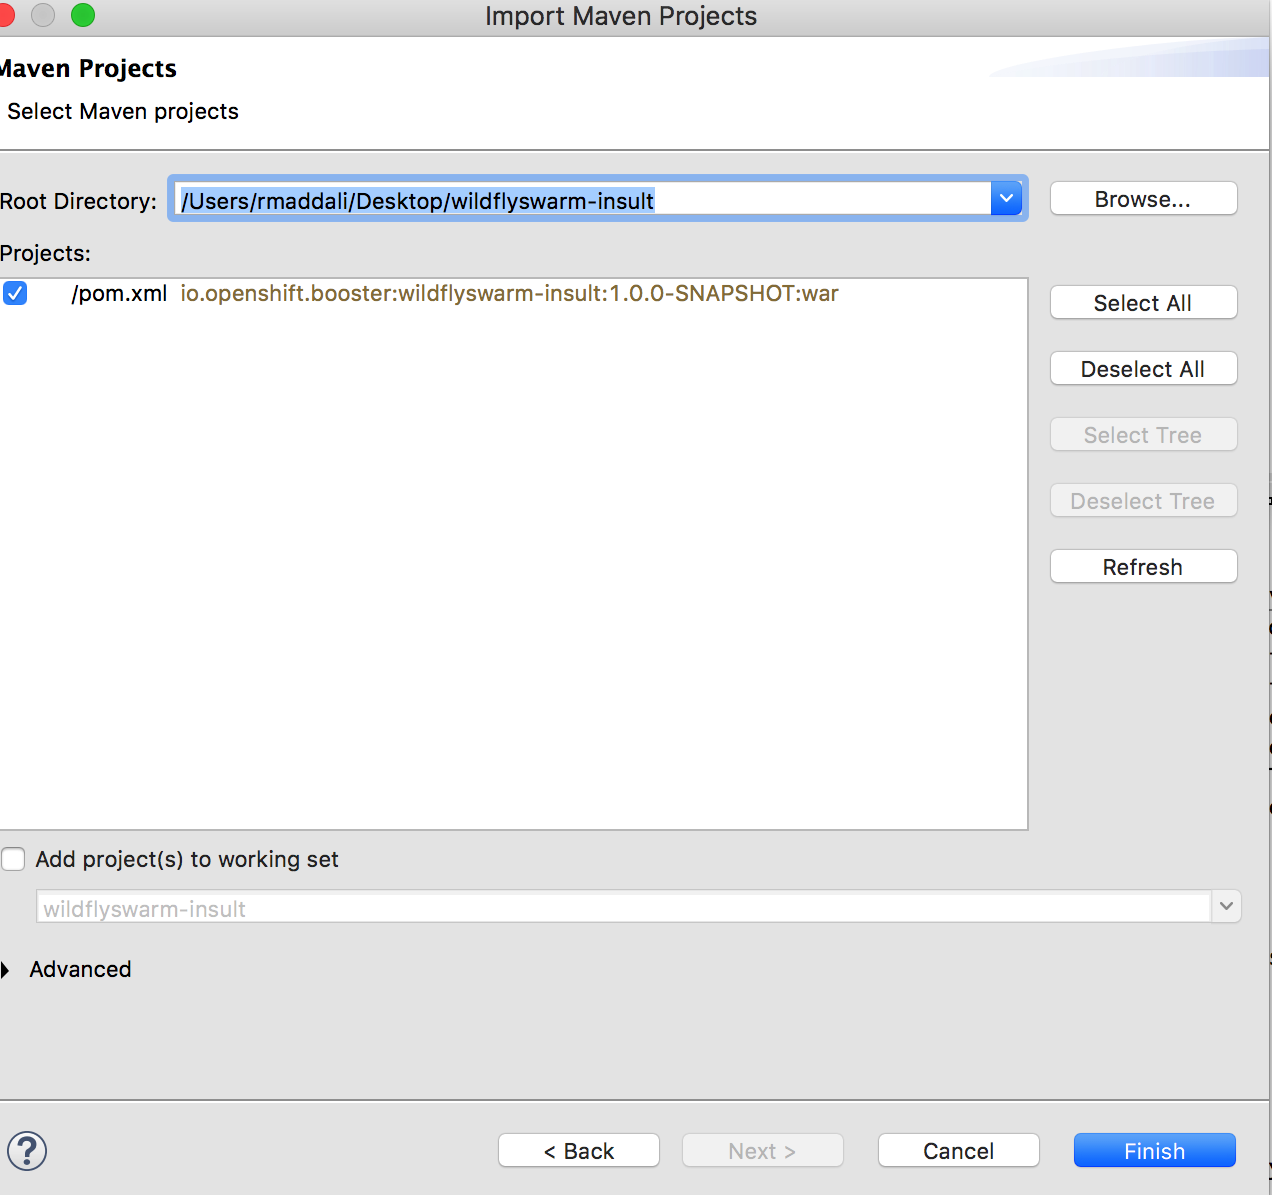 Import Maven Projects
Maven Projects
Select Maven projects
Root Directory: /Users/rmaddali/Desktop/wildflyswarm-insult Browse...
Projects:
/pom.xml io.openshift.booster:wildflyswarm-insult:1.0.0-SNAPSHOT:war
Select All
Deselect All
Select Tree
Deselect Tree
Refresh
Add project(s) to working set
wildflyswarm-insult
Advanced
? < Back Next > Cancel Finish